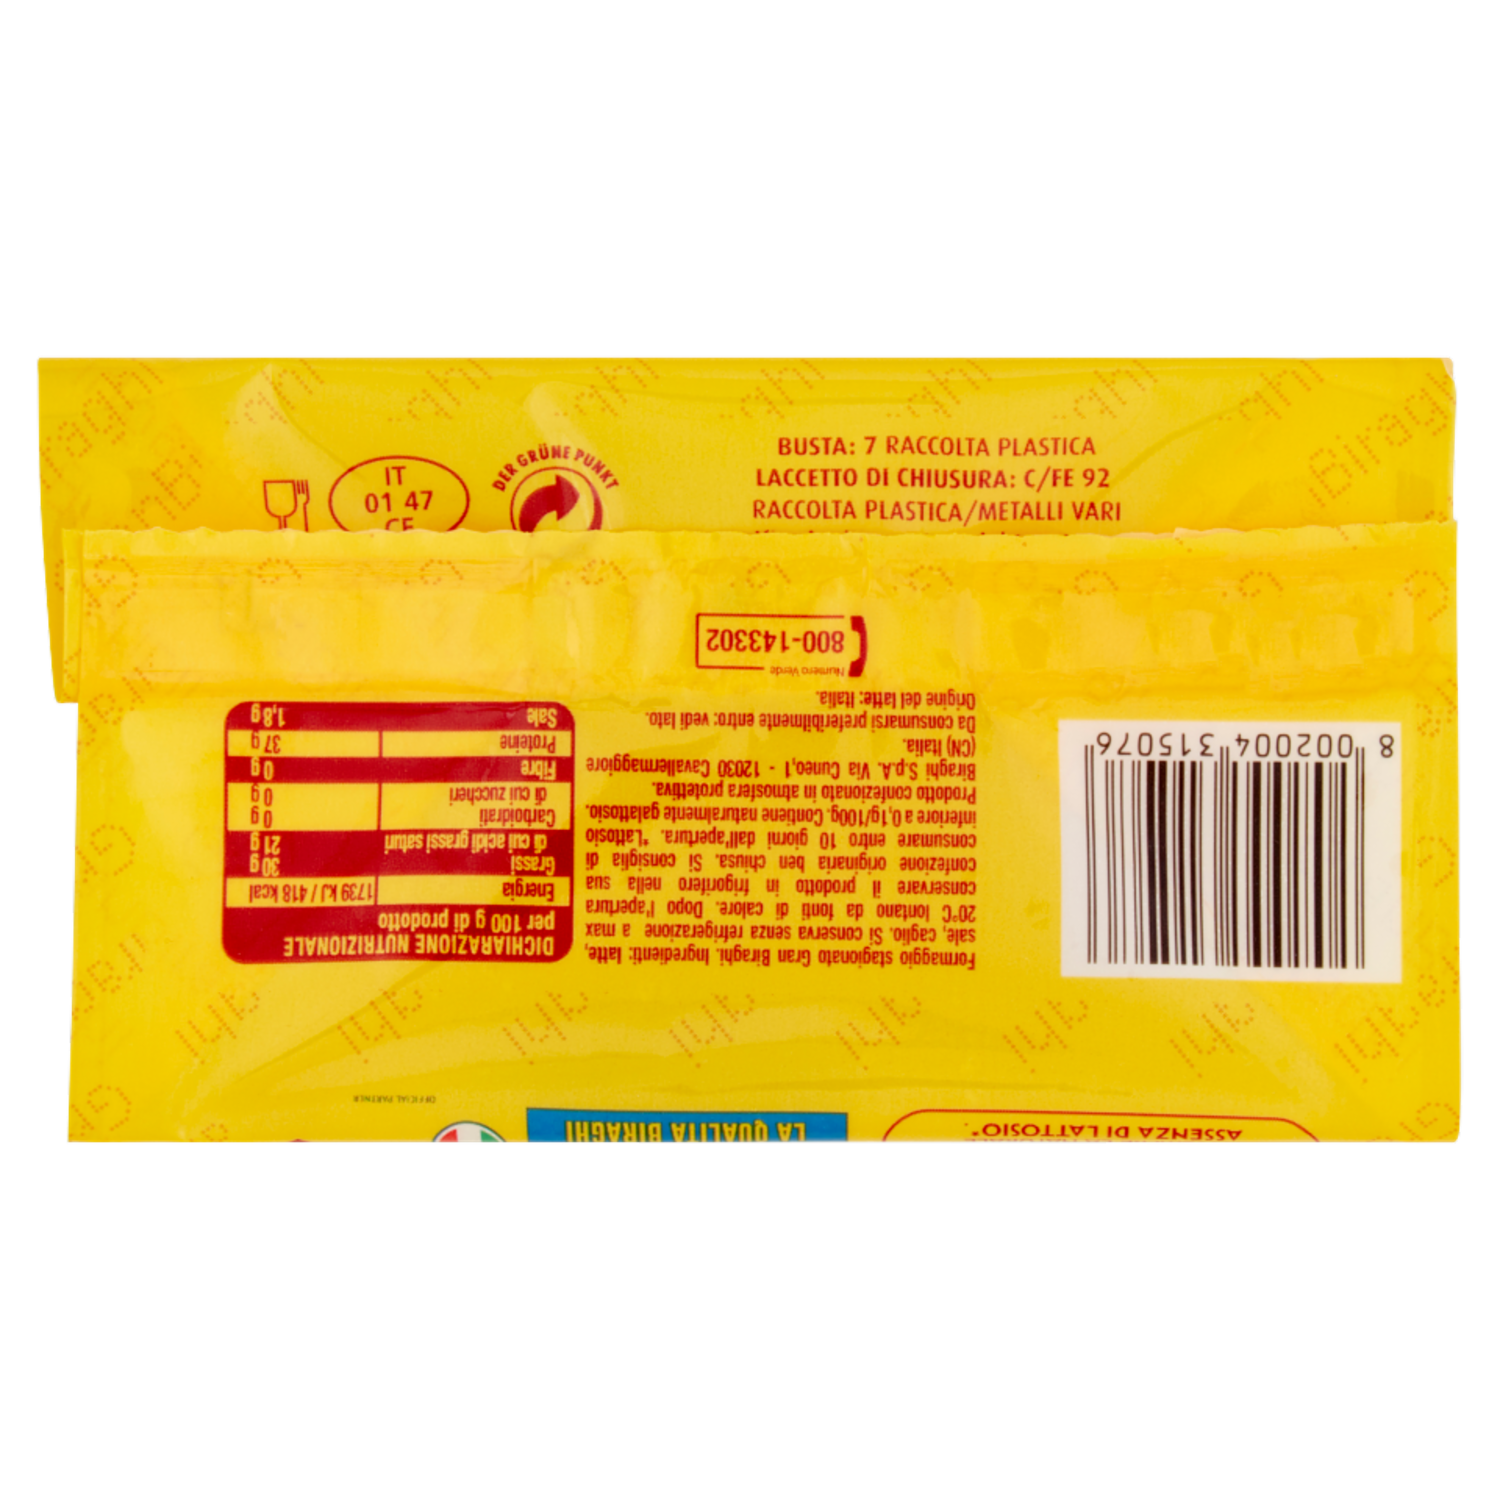 DER GRÜNE PUNKT
IT
01 47
CE
BUSTA: 7 RACCOLTA PLASTICA
LACCETTO DI CHIUSURA: C/FE 92
RACCOLTA PLASTICA/METALLI VARI
ASSENZA DI LATTOSIO*.
LA QUALITÀ BIRAGHI
OFFICIAL PARTNER
Formaggio stagionato Gran Biraghi. Ingredienti: latte,
sale, caglio. Si conserva senza refrigerazione a max
20°C lontano da fonti di calore. Dopo l'apertura
conservare il prodotto in frigorifero nella sua
confezione originaria ben chiusa. Si consiglia di
consumare entro 10 giorni dall'apertura. *Lattosio
inferiore a 0,1g/100g. Contiene naturalmente galattosio.
Prodotto confezionato in atmosfera protettiva.
Biraghi S.p.A. Via Cuneo,1 - 12030 Cavallermaggiore
(CN) Italia.
Da consumarsi preferibilmente entro: vedi lato.
Origine del latte: Italia.
DICHIARAZIONE NUTRIZIONALE
per 100 g di prodotto
Energia 1739 kJ / 418 kcal
Grassi 30 g
di cui acidi grassi saturi 21 g
Carboidrati 0 g
di cui zuccheri 0 g
Fibre 0 g
Proteine 37 g
Sale 1,8 g
Numero Verde
800-143302
8 002004 315076
Biraghi